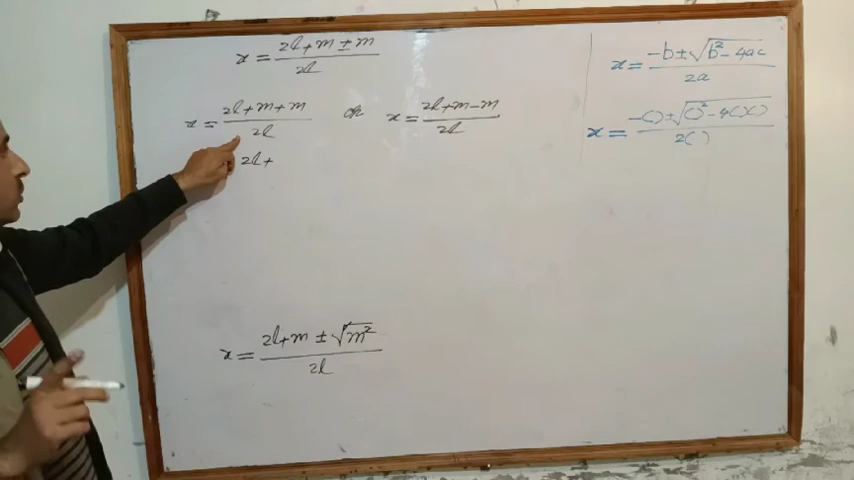 x = (2l+m±m)/(2l)
x = (2l+m+m)/(2l) or x = (2l+m-m)/(2l)
2l+
x = (2l+m ± √m²)/(2l)
x = (-b±√(b²-4ac))/(2a)
x = (-( )±√(( )²-4( )( )))/(2( ))